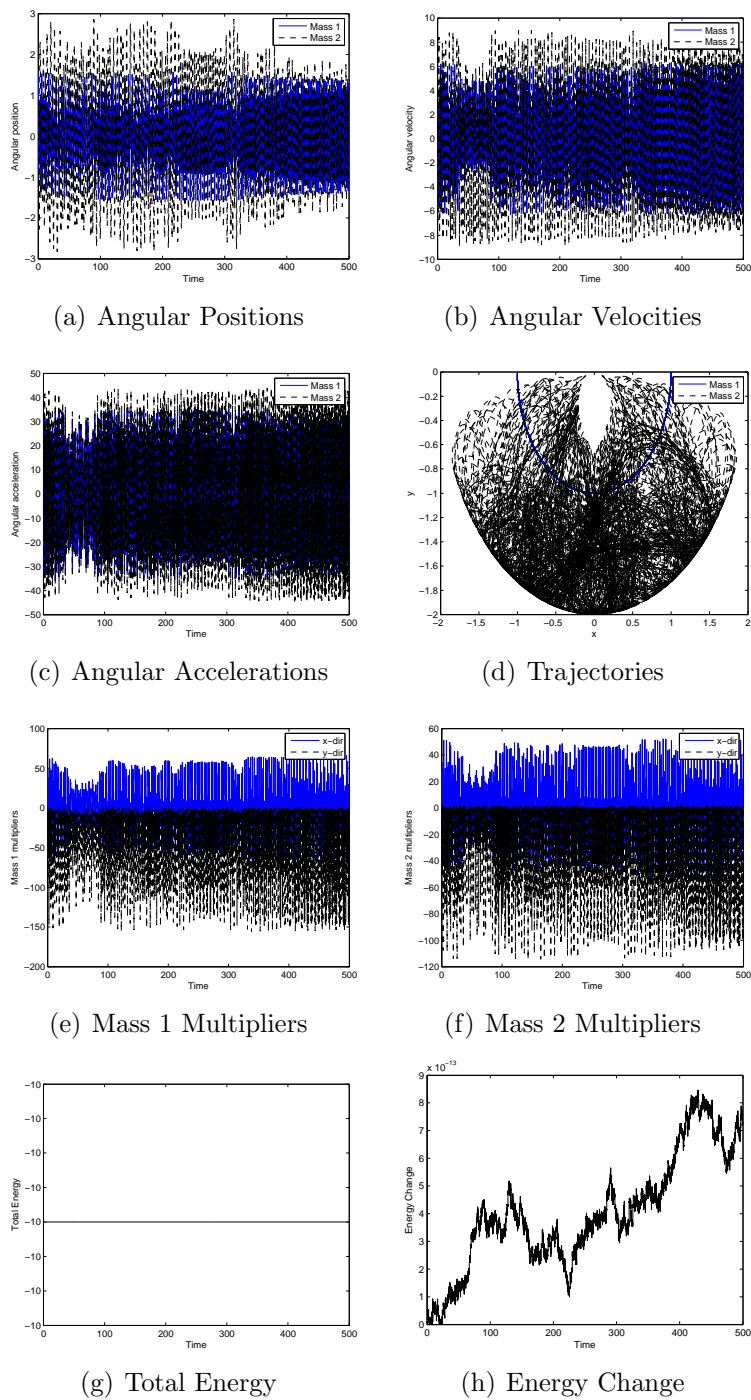 3
2
1
0
−1
−2
−3
0 100 200 300 400 500
Angular position
Time
Mass 1
Mass 2
(a) Angular Positions
10
8
6
4
2
0
−2
−4
−6
−8
−10
0 100 200 300 400 500
Angular velocity
Time
Mass 1
Mass 2
(b) Angular Velocities
50
40
30
20
10
0
−10
−20
−30
−40
−50
0 100 200 300 400 500
Angular acceleration
Time
Mass 1
Mass 2
(c) Angular Accelerations
0
−0.2
−0.4
−0.6
−0.8
−1
−1.2
−1.4
−1.6
−1.8
−2
−2 −1.5 −1 −0.5 0 0.5 1 1.5 2
y
x
Mass 1
Mass 2
(d) Trajectories
100
50
0
−50
−100
−150
−200
0 100 200 300 400 500
Mass 1 multipliers
Time
x−dir
y−dir
(e) Mass 1 Multipliers
60
40
20
0
−20
−40
−60
−80
−100
−120
0 100 200 300 400 500
Mass 2 multipliers
Time
x−dir
y−dir
(f) Mass 2 Multipliers
−10
−10
−10
−10
−10
−10
−10
0 100 200 300 400 500
Total Energy
Time
(g) Total Energy
x 10−13
9
8
7
6
5
4
3
2
1
0
0 100 200 300 400 500
Energy Change
Time
(h) Energy Change